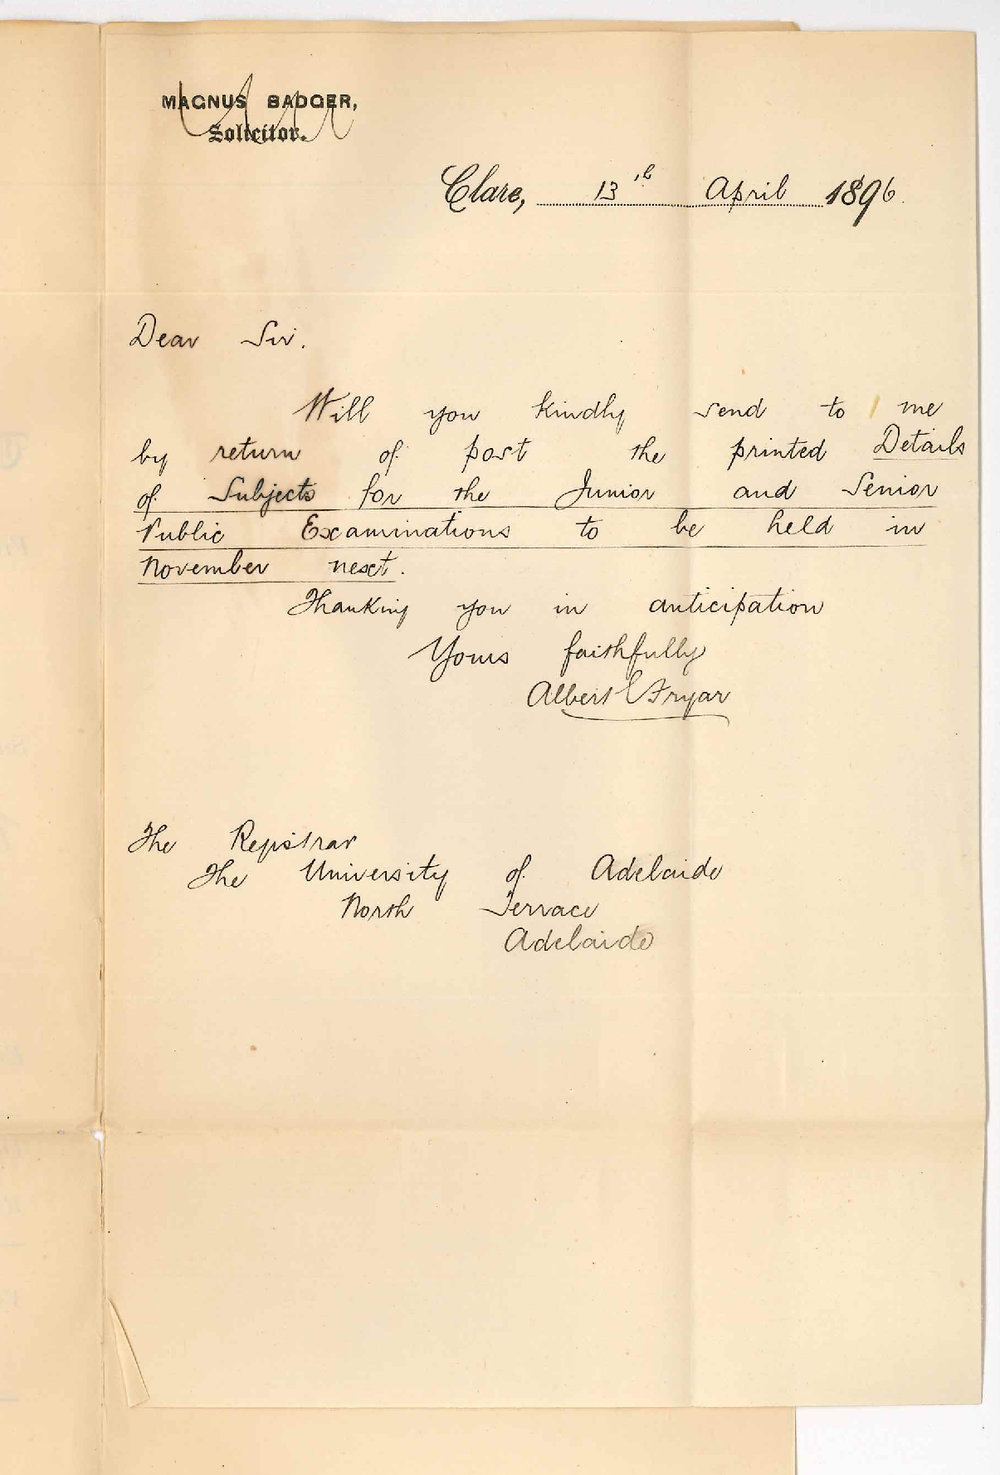 MAGNUS BADGER,
Solicitor.
Clare, 13th April 1896.
Dear Sir.
Will you kindly send to me
by return of post the printed Details
of Subjects for the Junior and Senior
Public Examinations to be held in
November next.
Thanking you in anticipation
Yours faithfully
Albert E Fryar
The Registrar
The University of Adelaide
North Terrace
Adelaide